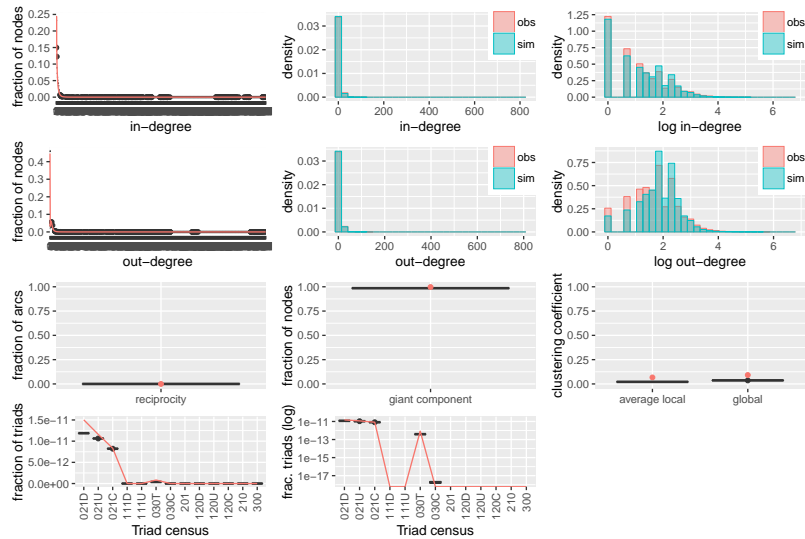 fraction of nodes
0.25
0.20
0.15
0.10
0.05
0.00
in−degree
density
0.03
0.02
0.01
0.00
0 200 400 600 800
in−degree
obs
sim
density
1.25
1.00
0.75
0.50
0.25
0.00
0 2 4 6
log in−degree
obs
sim
fraction of nodes
0.4
0.3
0.2
0.1
0.0
out−degree
density
0.03
0.02
0.01
0.00
0 200 400 600 800
out−degree
obs
sim
density
0.75
0.50
0.25
0.00
0 2 4 6
log out−degree
obs
sim
fraction of arcs
1.00
0.75
0.50
0.25
0.00
reciprocity
fraction of nodes
1.00
0.75
0.50
0.25
0.00
giant component
clustering coefficient
1.00
0.75
0.50
0.25
0.00
average local global
fraction of triads
1.5e−11
1.0e−11
5.0e−12
0.0e+00
021D 021U 021C 111D 111U 030T 030C 201 120D 120U 120C 210 300
Triad census
frac. triads (log)
1e−11
1e−13
1e−15
1e−17
021D 021U 021C 111D 111U 030T 030C 201 120D 120U 120C 210 300
Triad census